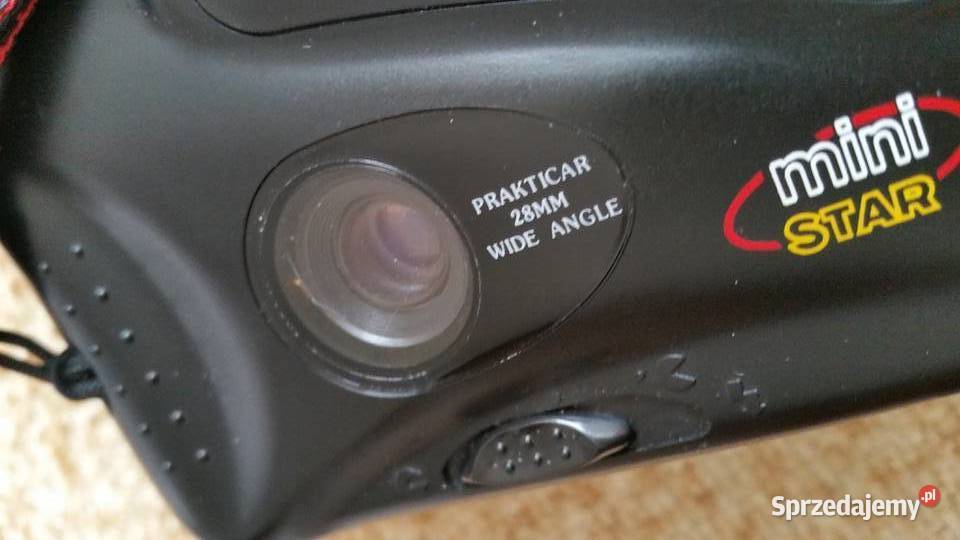 PRAKTICAR
28MM
WIDE ANGLE
mini
STAR
Sprzedajemy.pl